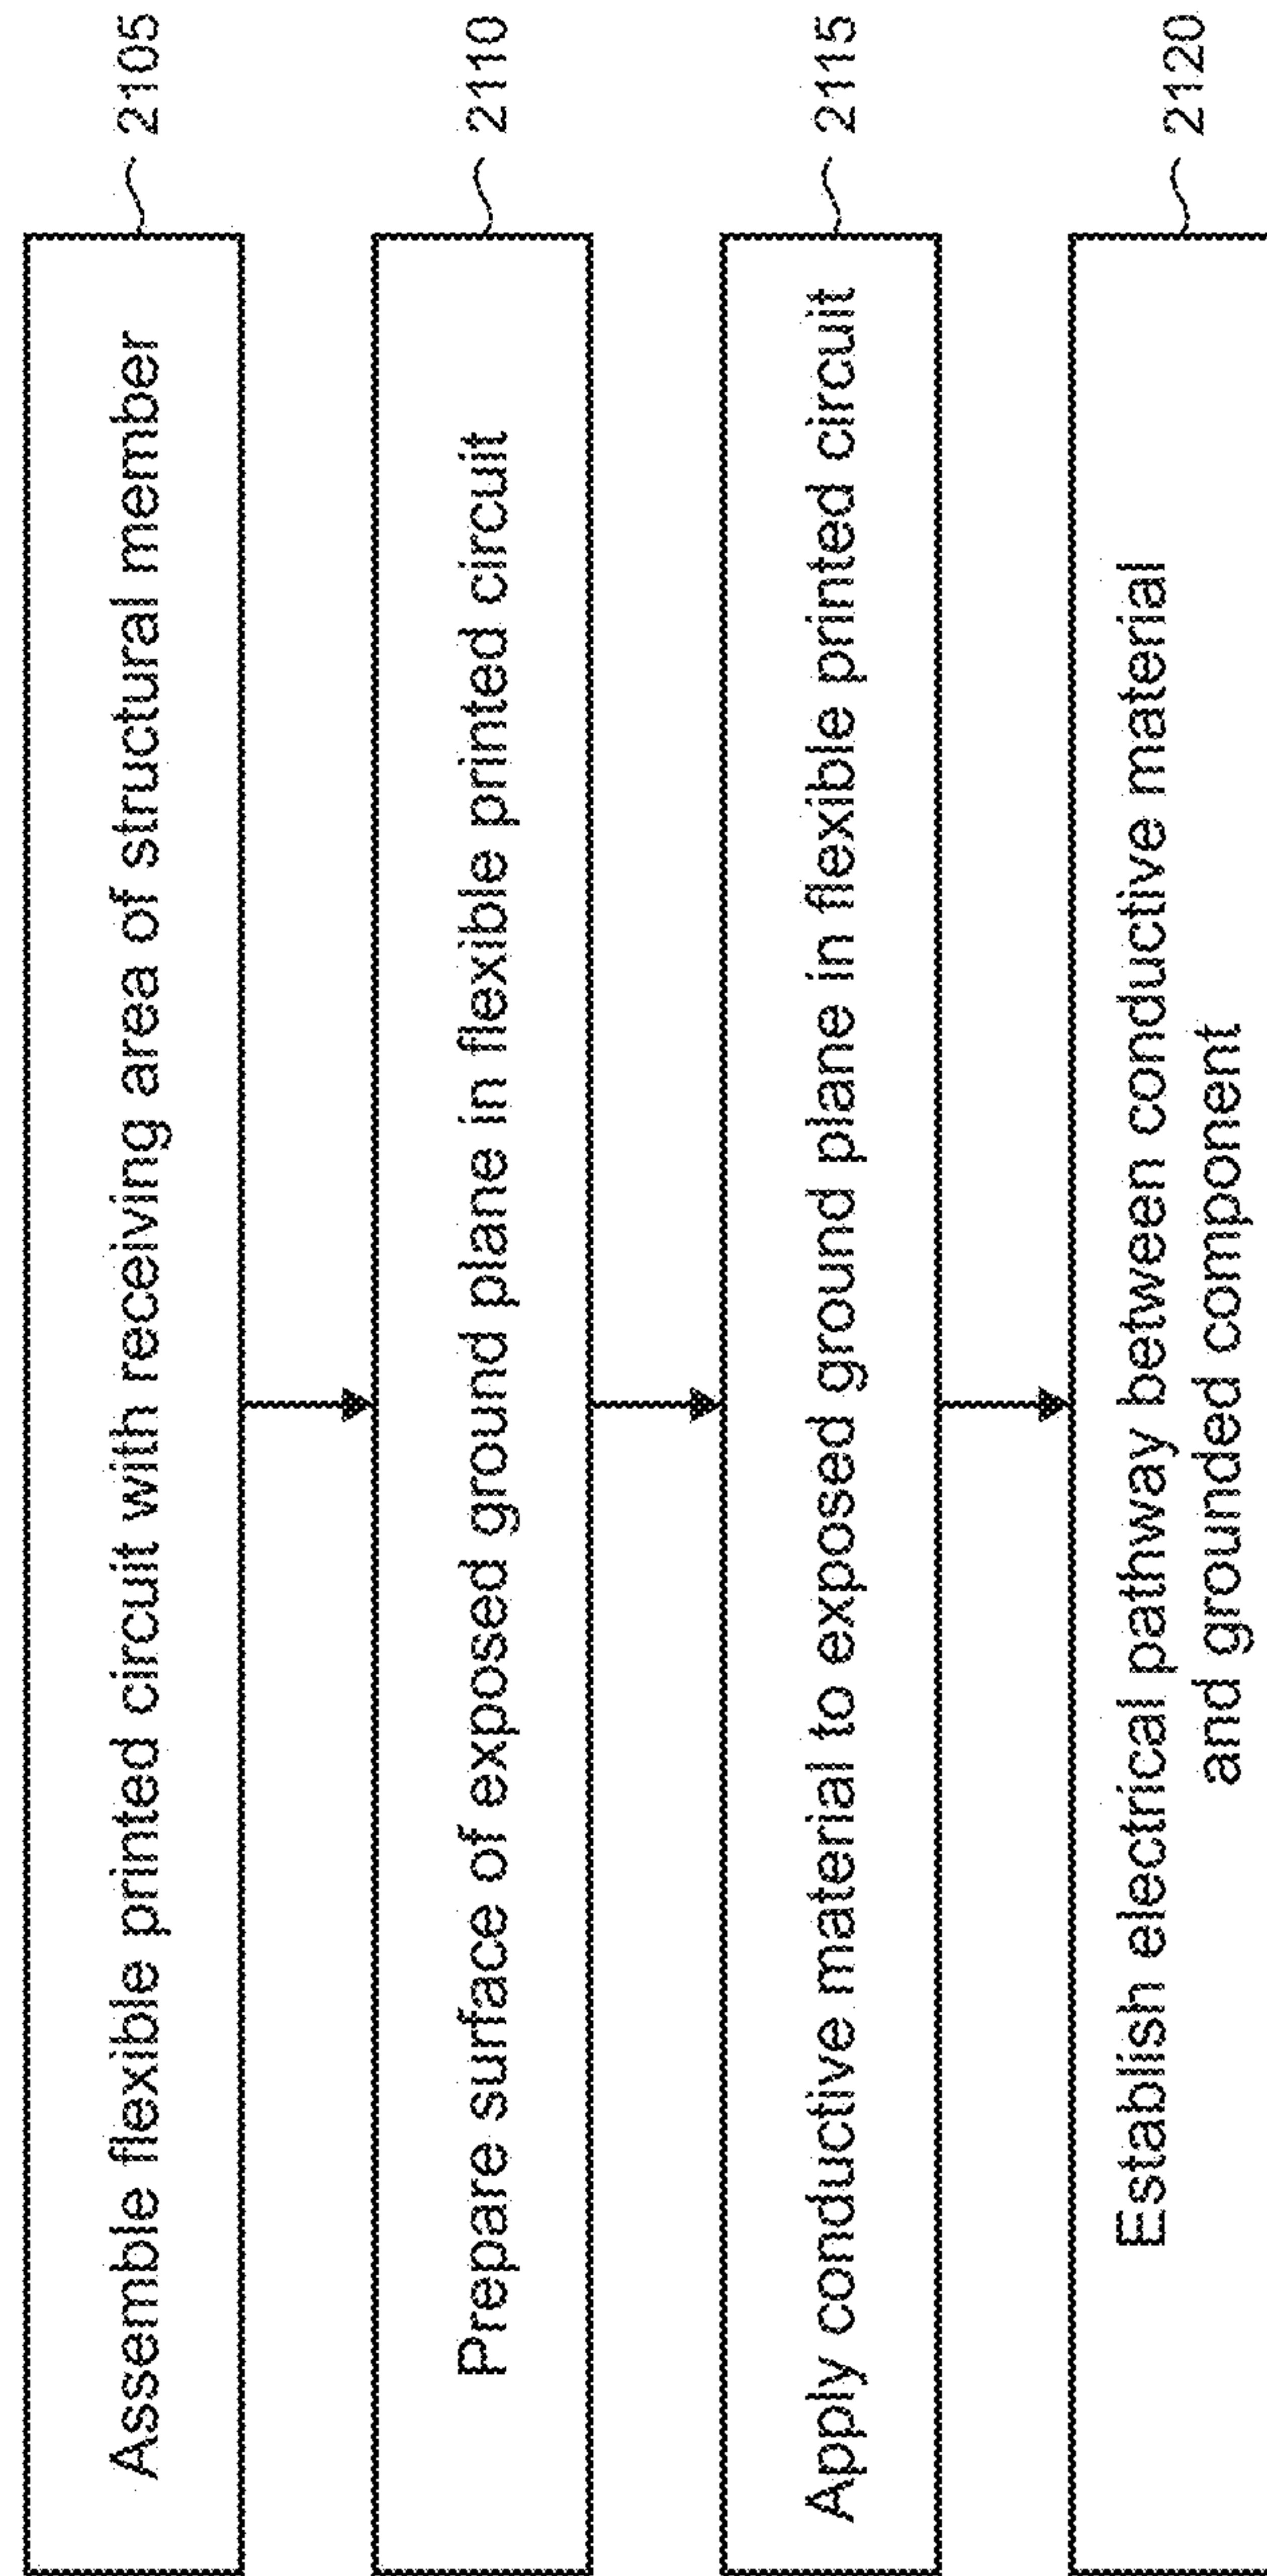 Assemble flexible printed circuit with receiving area of structural member
2105
Prepare surface of exposed ground plane in flexible printed circuit
2110
Apply conductive material to exposed ground plane in flexible printed circuit
2115
Establish electrical pathway between conductive material
and grounded component
2120